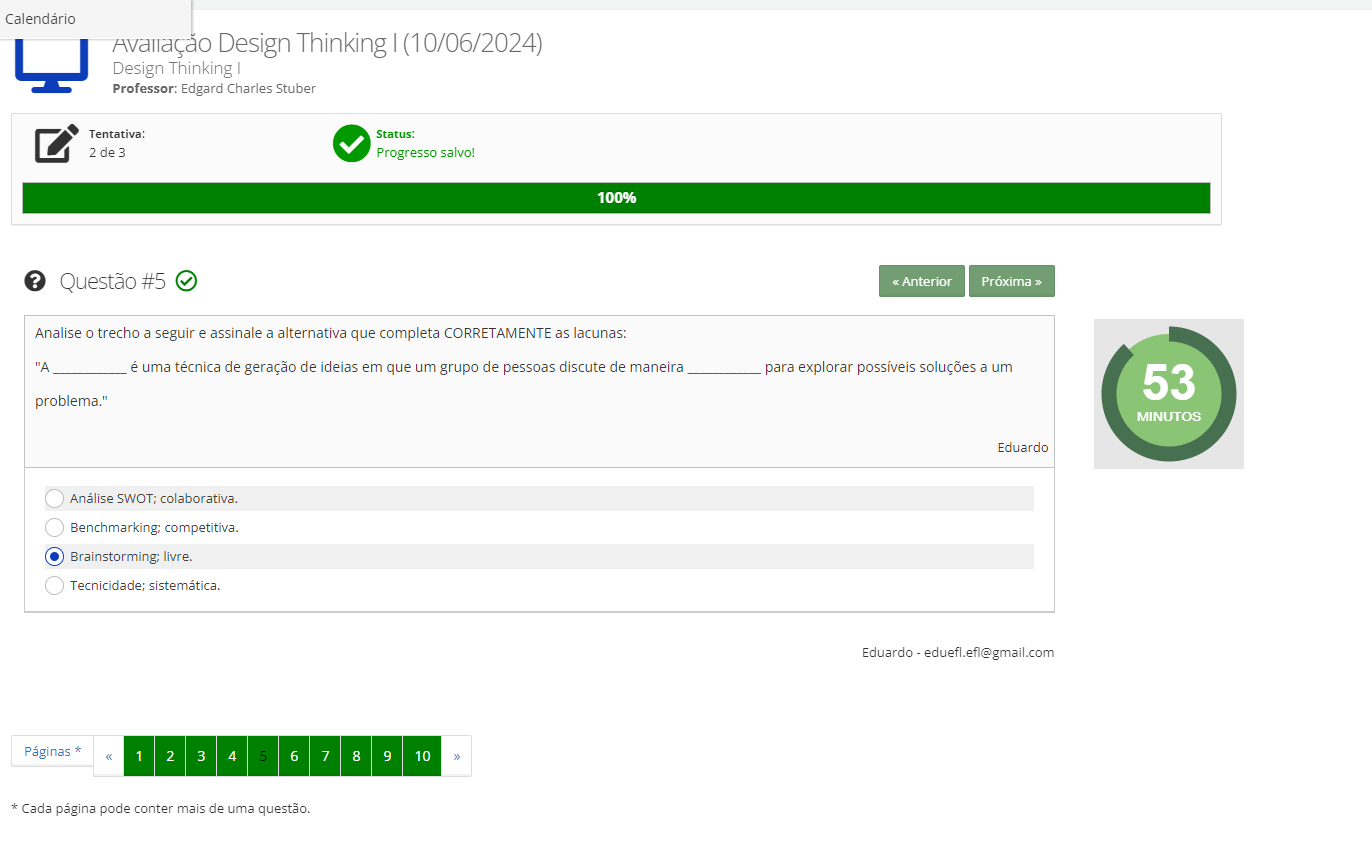 Calendário
Avaliação Design Thinking I (10/06/2024)
Design Thinking I
Professor: Edgard Charles Stuber
Tentativa:
2 de 3
Status:
Progresso salvo!
100%
Questão #5
« Anterior
Próxima »
Analise o trecho a seguir e assinale a alternativa que completa CORRETAMENTE as lacunas:
"A ____________ é uma técnica de geração de ideias em que um grupo de pessoas discute de maneira ____________ para explorar possíveis soluções a um
problema."
Eduardo
53
MINUTOS
Análise SWOT; colaborativa.
Benchmarking; competitiva.
Brainstorming; livre.
Tecnicidade; sistemática.
Eduardo - eduefl.efl@gmail.com
Páginas * « 1 2 3 4 5 6 7 8 9 10 »
* Cada página pode conter mais de uma questão.